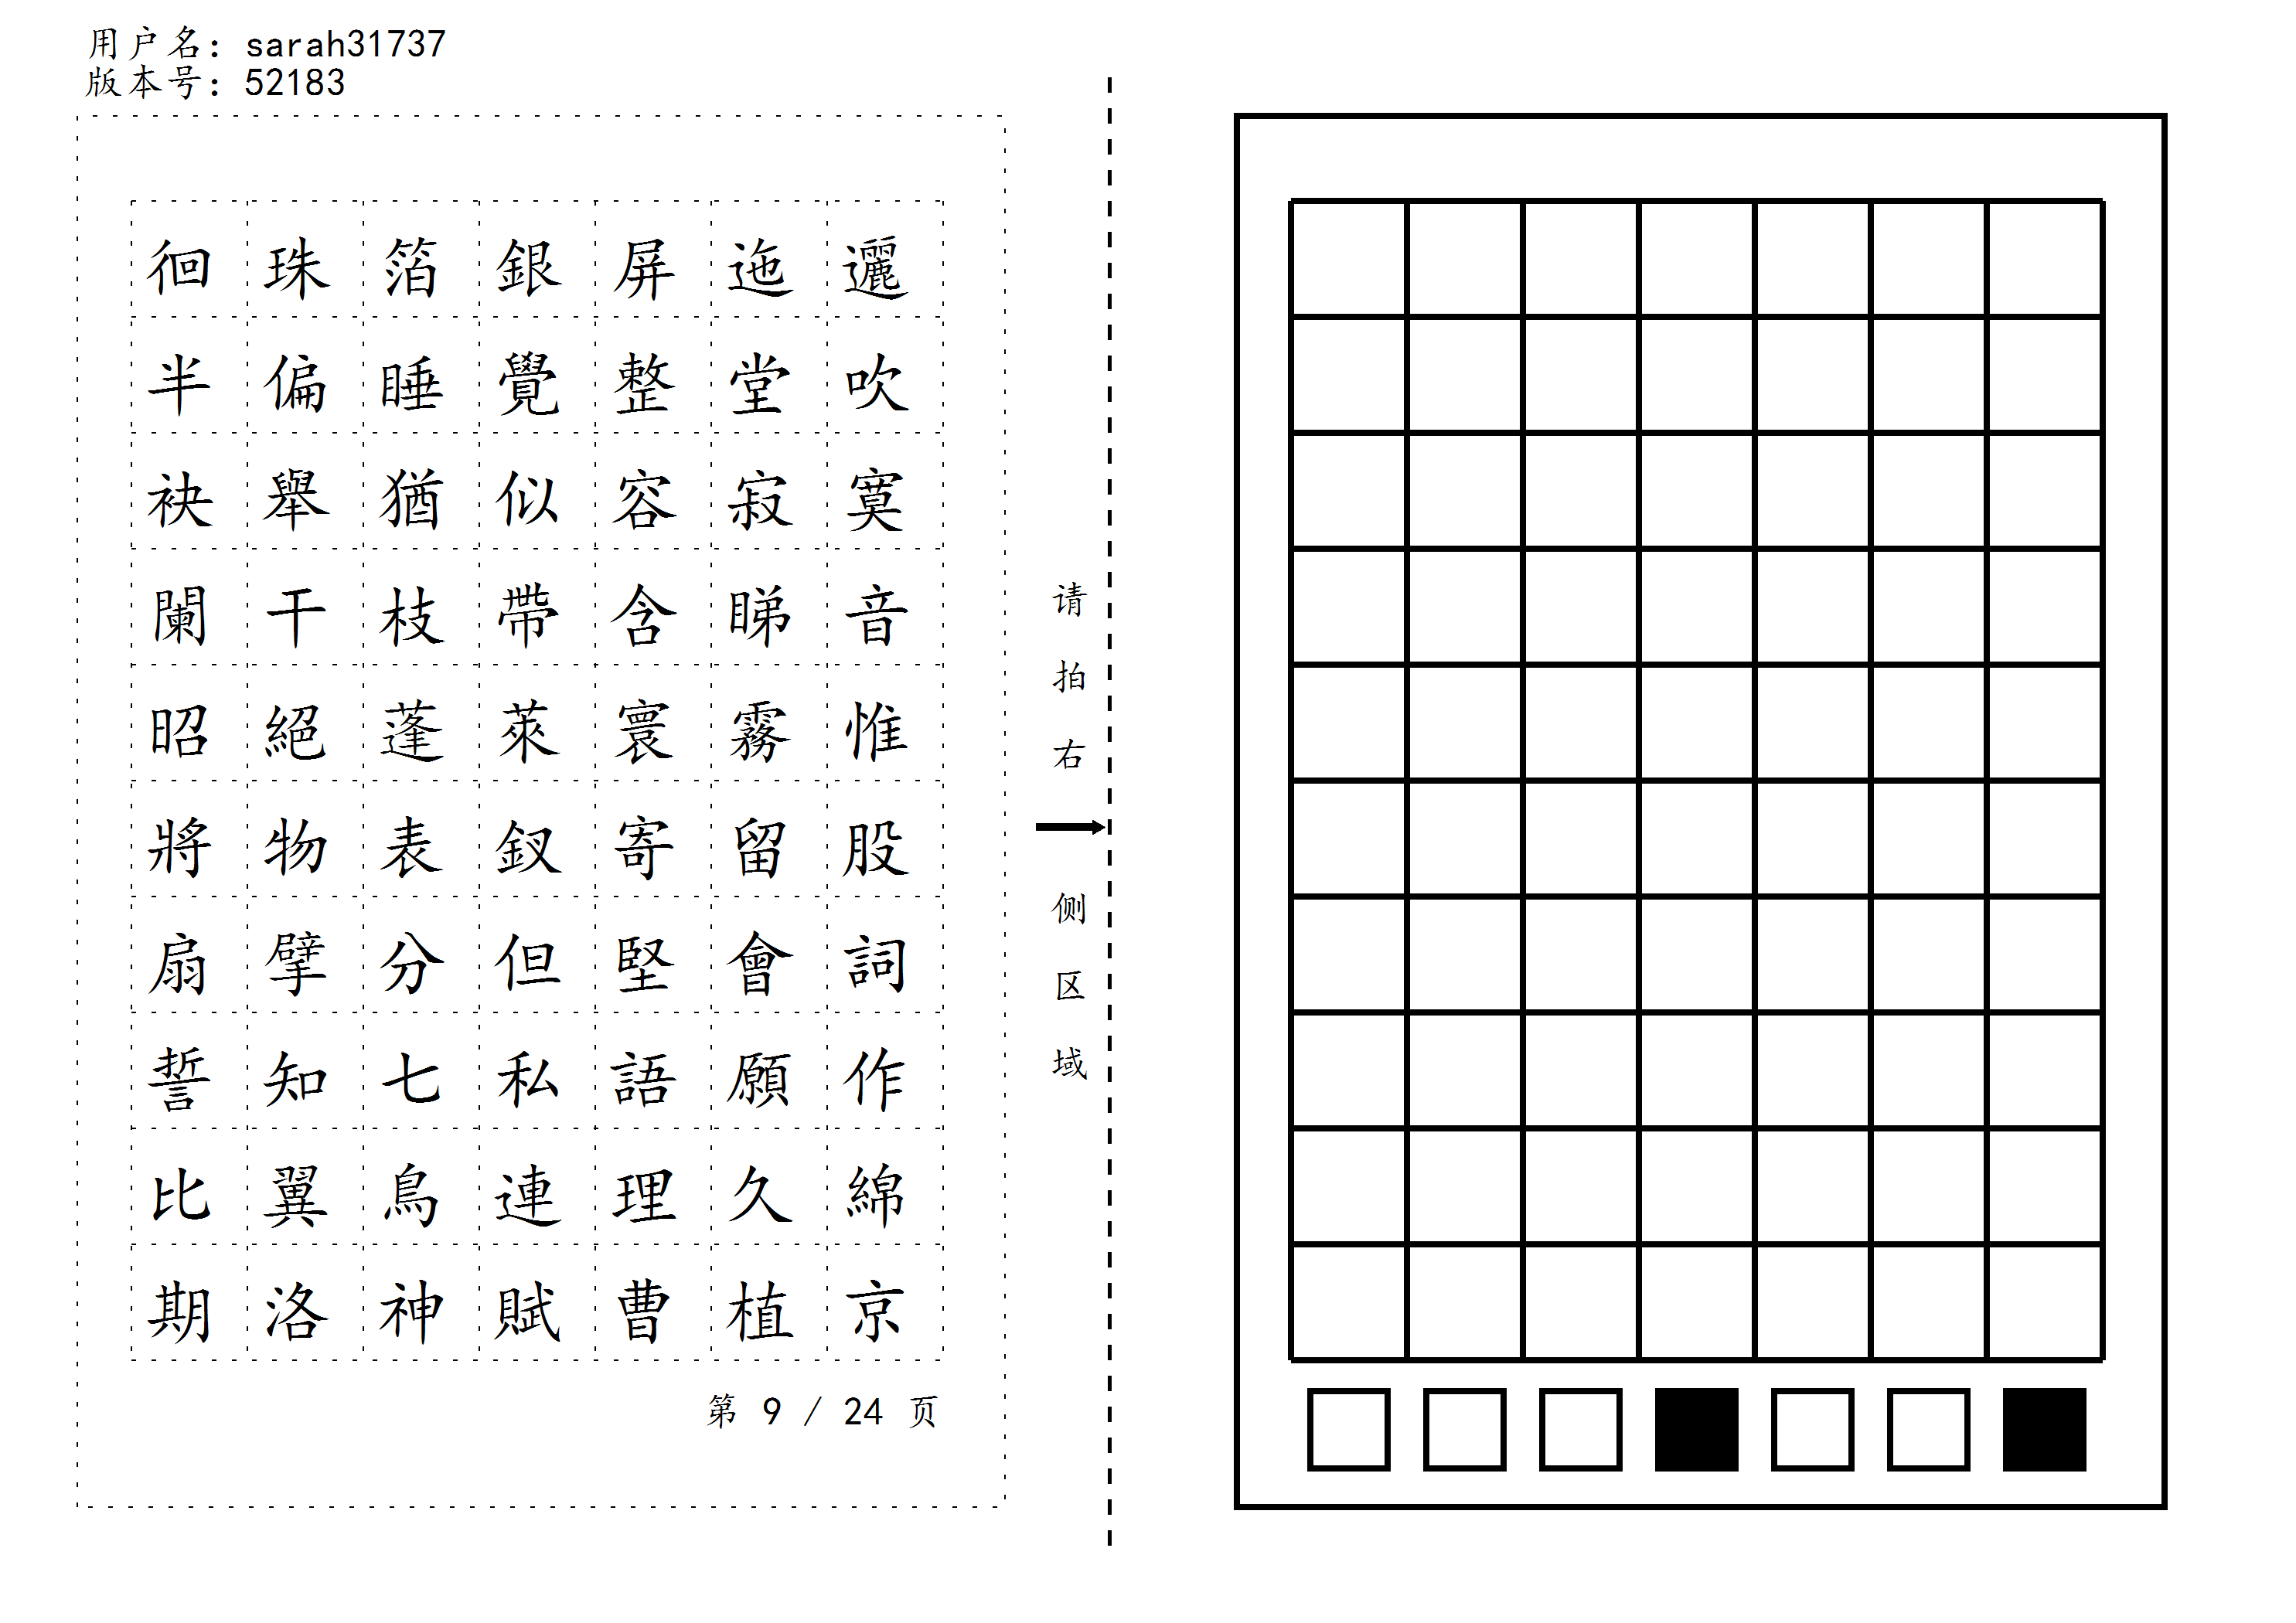 用户名: sarah31737
版本号: 52183
徊珠箔銀屏迤邐
半偏睡覺整堂吹
袂舉猶似容寂寞
闌干枝帶含睇音
昭絕蓬萊寰霧惟
將物表釵寄留股
扇擘分但堅會詞
誓知七私語願作
比翼鳥連理久綿
期洛神賦曹植京
第 9 / 24 页
请拍右
侧区域